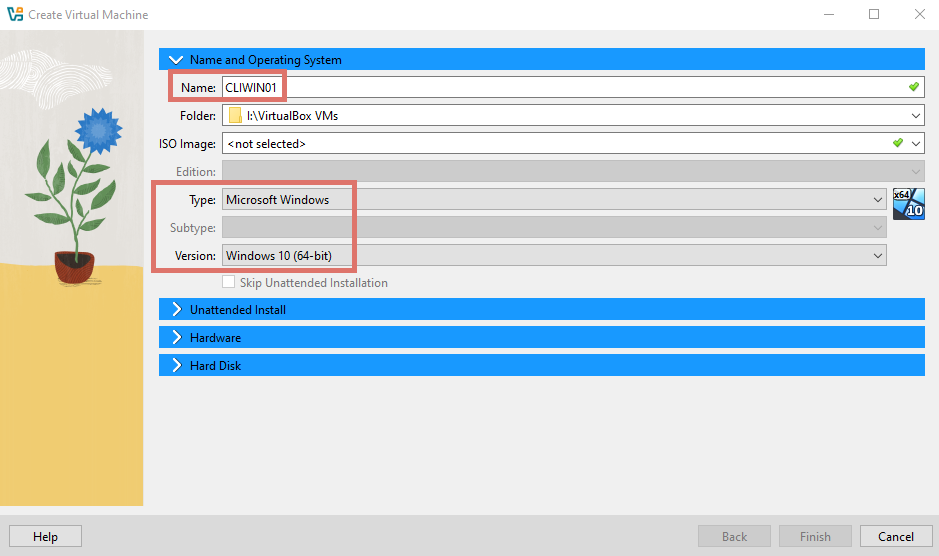 Create Virtual Machine
Name and Operating System
Name: CLIWIN01
Folder: I:\VirtualBox VMs
ISO Image: <not selected>
Edition:
Type: Microsoft Windows
x64
10
Subtype:
Version: Windows 10 (64-bit)
Skip Unattended Installation
Unattended Install
Hardware
Hard Disk
Help Back Finish Cancel